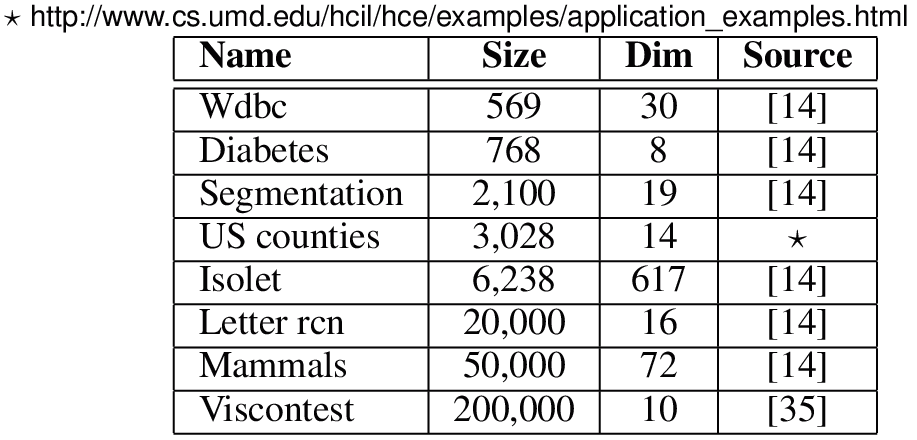 ⋆ http://www.cs.umd.edu/hcil/hce/examples/application_examples.html
Name Size Dim Source
Wdbc 569 30 [14]
Diabetes 768 8 [14]
Segmentation 2,100 19 [14]
US counties 3,028 14 ⋆
Isolet 6,238 617 [14]
Letter rcn 20,000 16 [14]
Mammals 50,000 72 [14]
Viscontest 200,000 10 [35]